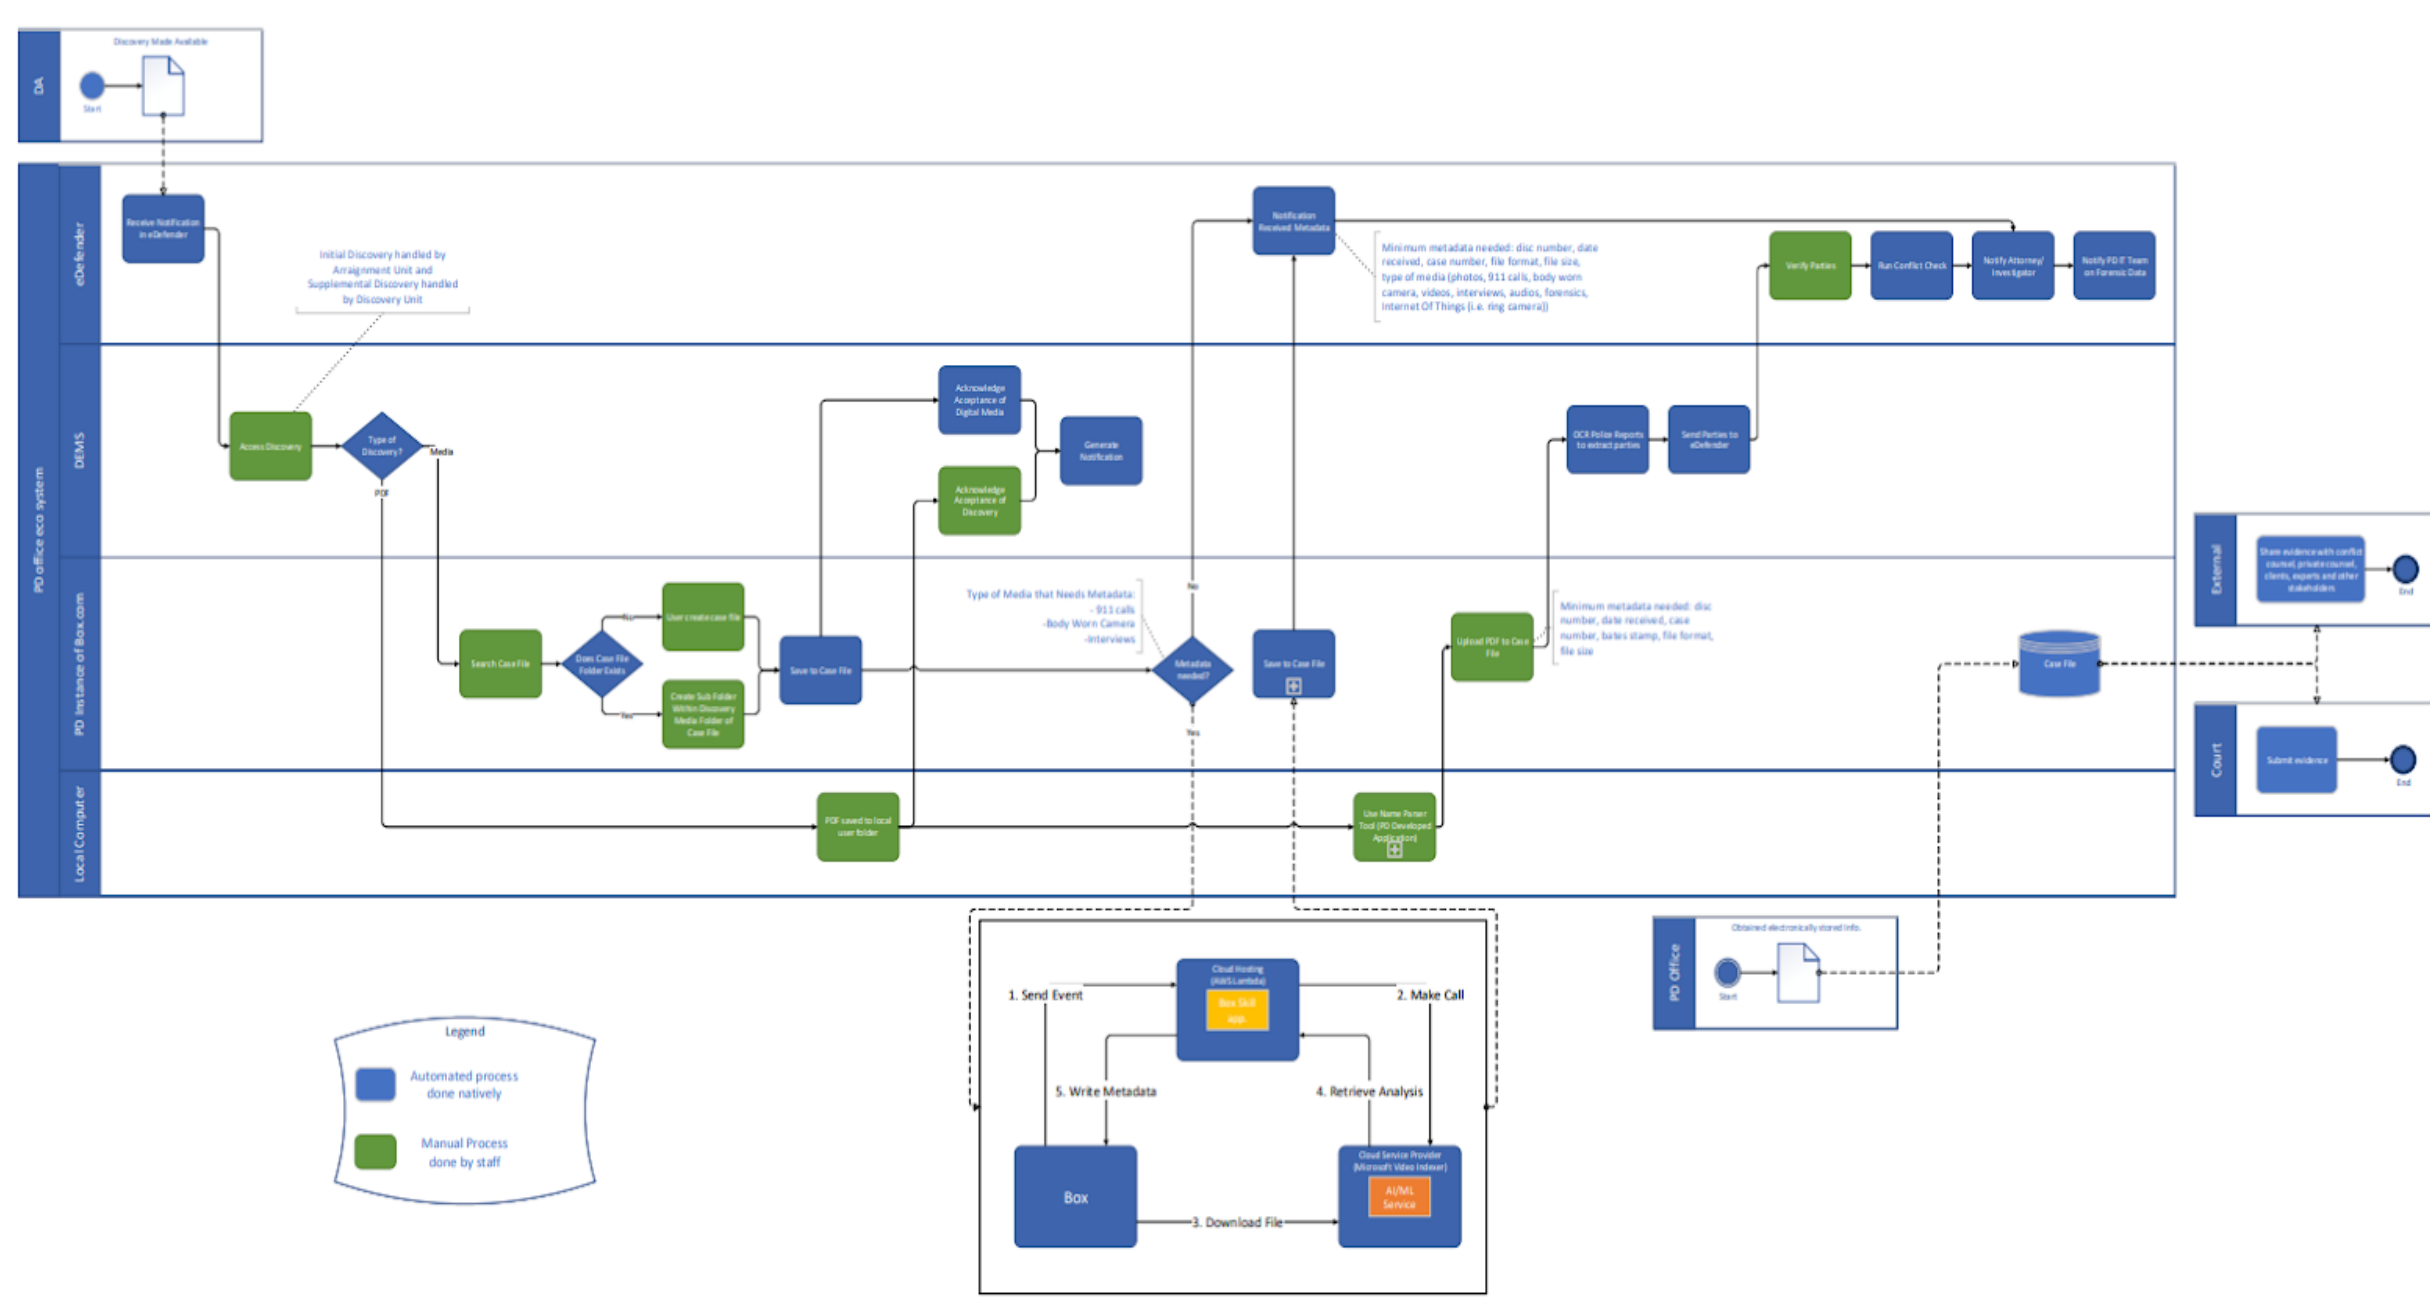 Discovery Made Available
DA
Start
PD office eco system
eDefender
Receive Notification
in eDefender
Initial Discovery handled by
Arraignment Unit and
Supplemental Discovery handled
by Discovery Unit
Notification
Received Metadata
Minimum metadata needed: disc number, date
received, case number, file format, file size,
type of media (photos, 911 calls, body worn
camera, videos, interviews, audios, forensics,
Internet Of Things (i.e. ring camera))
Verify Parties
Run Conflict Check
Notify Attorney/
Investigator
Notify PD IT Team
on Forensic Data
DEMS
Access Discovery
Type of
Discovery?
Media
PDF
Acknowledge
Acceptance of
Digital Media
Acknowledge
Acceptance of
Discovery
Generate
Notification
OCR Police Reports
to extract parties
Send Parties to
eDefender
PD Instance of Box.com
Search Case File
Does Case File
Folder Exists
No
Yes
User create case file
Create Sub Folder
Within Discovery
Media Folder of
Case File
Save to Case File
Type of Media that Needs Metadata:
- 911 calls
-Body Worn Camera
-Interviews
No
Metadata
needed?
Yes
Save to Case File
Upload PDF to Case
File
Minimum metadata needed: disc
number, date received, case
number, bates stamp, file format,
file size
Case File
External
Share evidence with conflict
counsel, private counsel,
clients, experts and other
stakeholders
End
Court
Submit evidence
End
Local Computer
PDF saved to local
user folder
Use Name Parser
Tool (PD Developed
Application)
PD Office
Obtained electronically stored info.
Start
Cloud Hosting
(AWS Lambda)
Box Skill
app.
1. Send Event
2. Make Call
5. Write Metadata
4. Retrieve Analysis
Box
3. Download File
Cloud Service Provider
(Microsoft Video Indexer)
AI/ML
Service
Legend
Automated process
done natively
Manual Process
done by staff